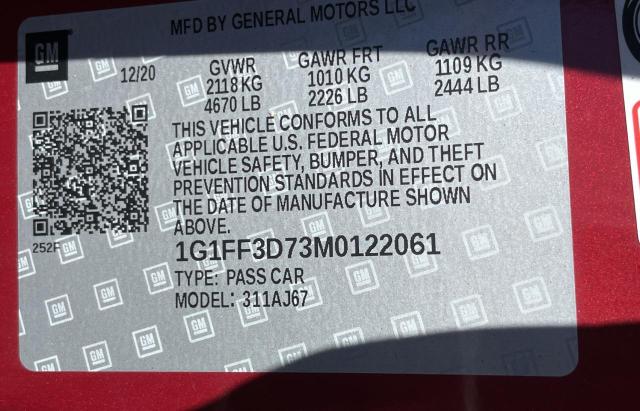 MFD BY GENERAL MOTORS LLC
GM
12/20 GVWR GAWR FRT GAWR RR
2118 KG 1010 KG 1109 KG
4670 LB 2226 LB 2444 LB
THIS VEHICLE CONFORMS TO ALL
APPLICABLE U.S. FEDERAL MOTOR
VEHICLE SAFETY, BUMPER, AND THEFT
PREVENTION STANDARDS IN EFFECT ON
THE DATE OF MANUFACTURE SHOWN
ABOVE.
252F
1G1FF3D73M0122061
TYPE: PASS CAR
MODEL: 311AJ67